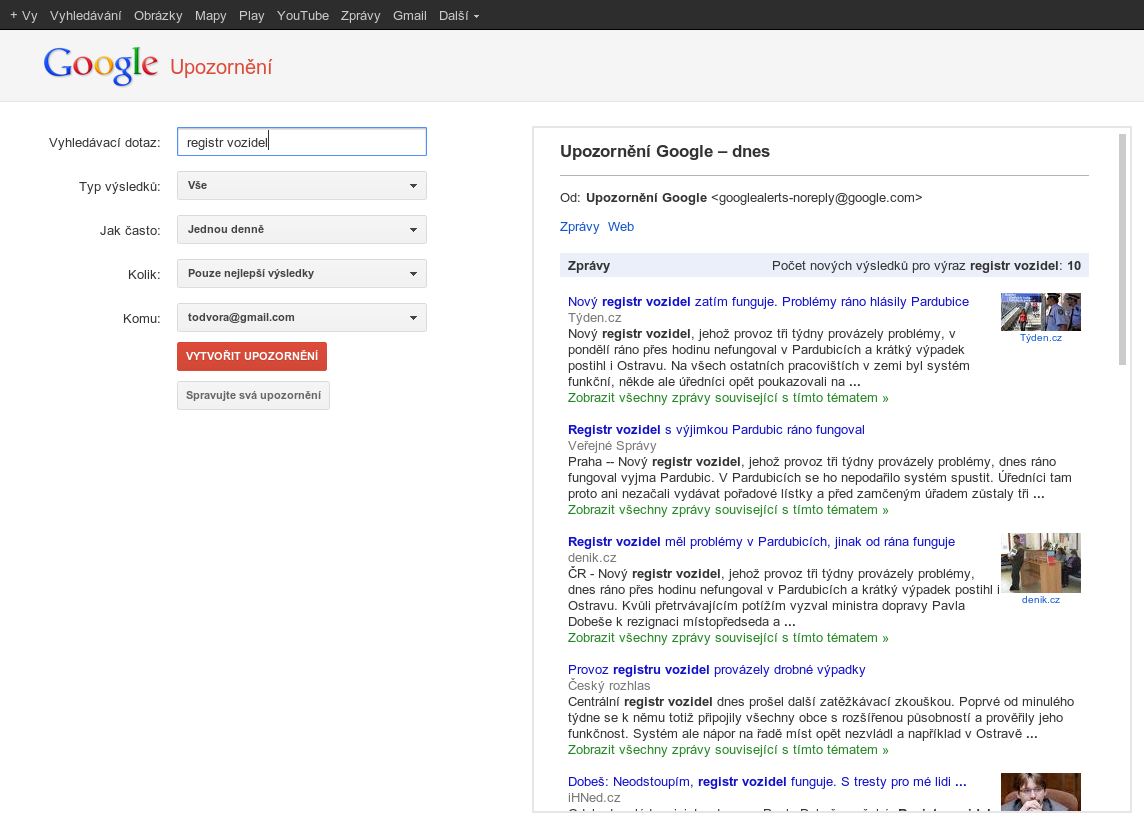 + Vy Vyhledávání Obrázky Mapy Play YouTube Zprávy Gmail Další
Google Upozornění
Vyhledávací dotaz: registr vozidel
Typ výsledků: Vše
Jak často: Jednou denně
Kolik: Pouze nejlepší výsledky
Komu: todvora@gmail.com
VYTVOŘIT UPOZORNĚNÍ
Spravujte svá upozornění
Upozornění Google – dnes
Od: Upozornění Google <googlealerts-noreply@google.com>
Zprávy Web
Zprávy Počet nových výsledků pro výraz registr vozidel: 10
Nový registr vozidel zatím funguje. Problémy ráno hlásily Pardubice
Týden.cz
Nový registr vozidel, jehož provoz tři týdny provázely problémy, v
pondělí ráno přes hodinu nefungoval v Pardubicích a krátký výpadek
postihl i Ostravu. Na všech ostatních pracovištích v zemi byl systém
funkční, někde ale úředníci opět poukazovali na ...
Zobrazit všechny zprávy související s tímto tématem »
Týden.cz
Registr vozidel s výjimkou Pardubic ráno fungoval
Veřejné Správy
Praha -- Nový registr vozidel, jehož provoz tři týdny provázely problémy, dnes ráno
fungoval vyjma Pardubic. V Pardubicích se ho nepodařilo systém spustit. Úředníci tam
proto ani nezačali vydávat pořadové lístky a před zamčeným úřadem zůstaly tři ...
Zobrazit všechny zprávy související s tímto tématem »
Registr vozidel měl problémy v Pardubicích, jinak od rána funguje
denik.cz
ČR - Nový registr vozidel, jehož provoz tři týdny provázely problémy,
dnes ráno přes hodinu nefungoval v Pardubicích a krátký výpadek postihl i
Ostravu. Kvůli přetrvávajícím potížím vyzval ministra dopravy Pavla
Dobeše k rezignaci místopředseda a ...
Zobrazit všechny zprávy související s tímto tématem »
denik.cz
Provoz registru vozidel provázely drobné výpadky
Český rozhlas
Centrální registr vozidel dnes prošel další zatěžkávací zkouškou. Poprvé od minulého
týdne se k němu totiž připojily všechny obce s rozšířenou působností a prověřily jeho
funkčnost. Systém ale nápor na řadě míst opět nezvládl a například v Ostravě ...
Zobrazit všechny zprávy související s tímto tématem »
Dobeš: Neodstoupím, registr vozidel funguje. S tresty pro mé lidi ...
iHNed.cz